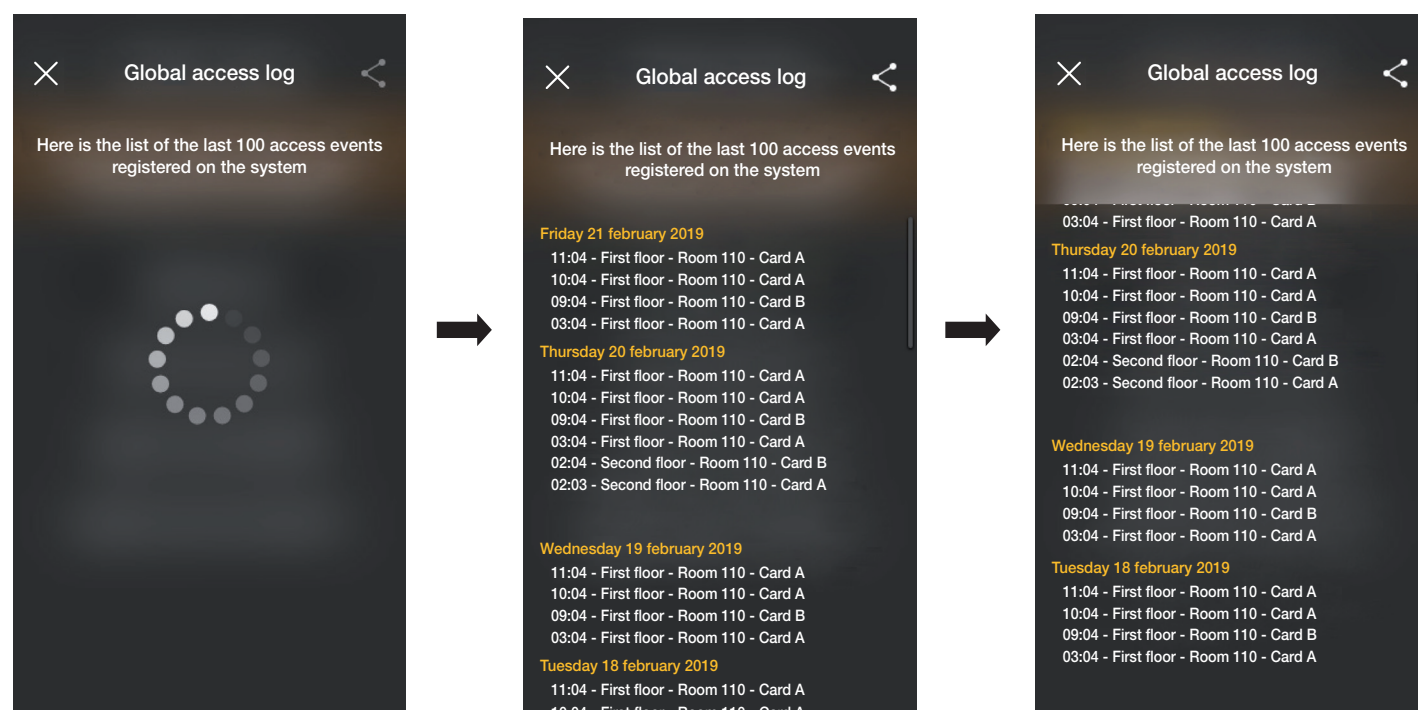 Global access log
Here is the list of the last 100 access events
registered on the system
Global access log
Here is the list of the last 100 access events
registered on the system
Friday 21 february 2019
11:04 - First floor - Room 110 - Card A
10:04 - First floor - Room 110 - Card A
09:04 - First floor - Room 110 - Card B
03:04 - First floor - Room 110 - Card A
Thursday 20 february 2019
11:04 - First floor - Room 110 - Card A
10:04 - First floor - Room 110 - Card A
09:04 - First floor - Room 110 - Card B
03:04 - First floor - Room 110 - Card A
02:04 - Second floor - Room 110 - Card B
02:03 - Second floor - Room 110 - Card A
Wednesday 19 february 2019
11:04 - First floor - Room 110 - Card A
10:04 - First floor - Room 110 - Card A
09:04 - First floor - Room 110 - Card B
03:04 - First floor - Room 110 - Card A
Tuesday 18 february 2019
11:04 - First floor - Room 110 - Card A
Global access log
Here is the list of the last 100 access events
registered on the system
03:04 - First floor - Room 110 - Card A
Thursday 20 february 2019
11:04 - First floor - Room 110 - Card A
10:04 - First floor - Room 110 - Card A
09:04 - First floor - Room 110 - Card B
03:04 - First floor - Room 110 - Card A
02:04 - Second floor - Room 110 - Card B
02:03 - Second floor - Room 110 - Card A
Wednesday 19 february 2019
11:04 - First floor - Room 110 - Card A
10:04 - First floor - Room 110 - Card A
09:04 - First floor - Room 110 - Card B
03:04 - First floor - Room 110 - Card A
Tuesday 18 february 2019
11:04 - First floor - Room 110 - Card A
10:04 - First floor - Room 110 - Card A
09:04 - First floor - Room 110 - Card B
03:04 - First floor - Room 110 - Card A